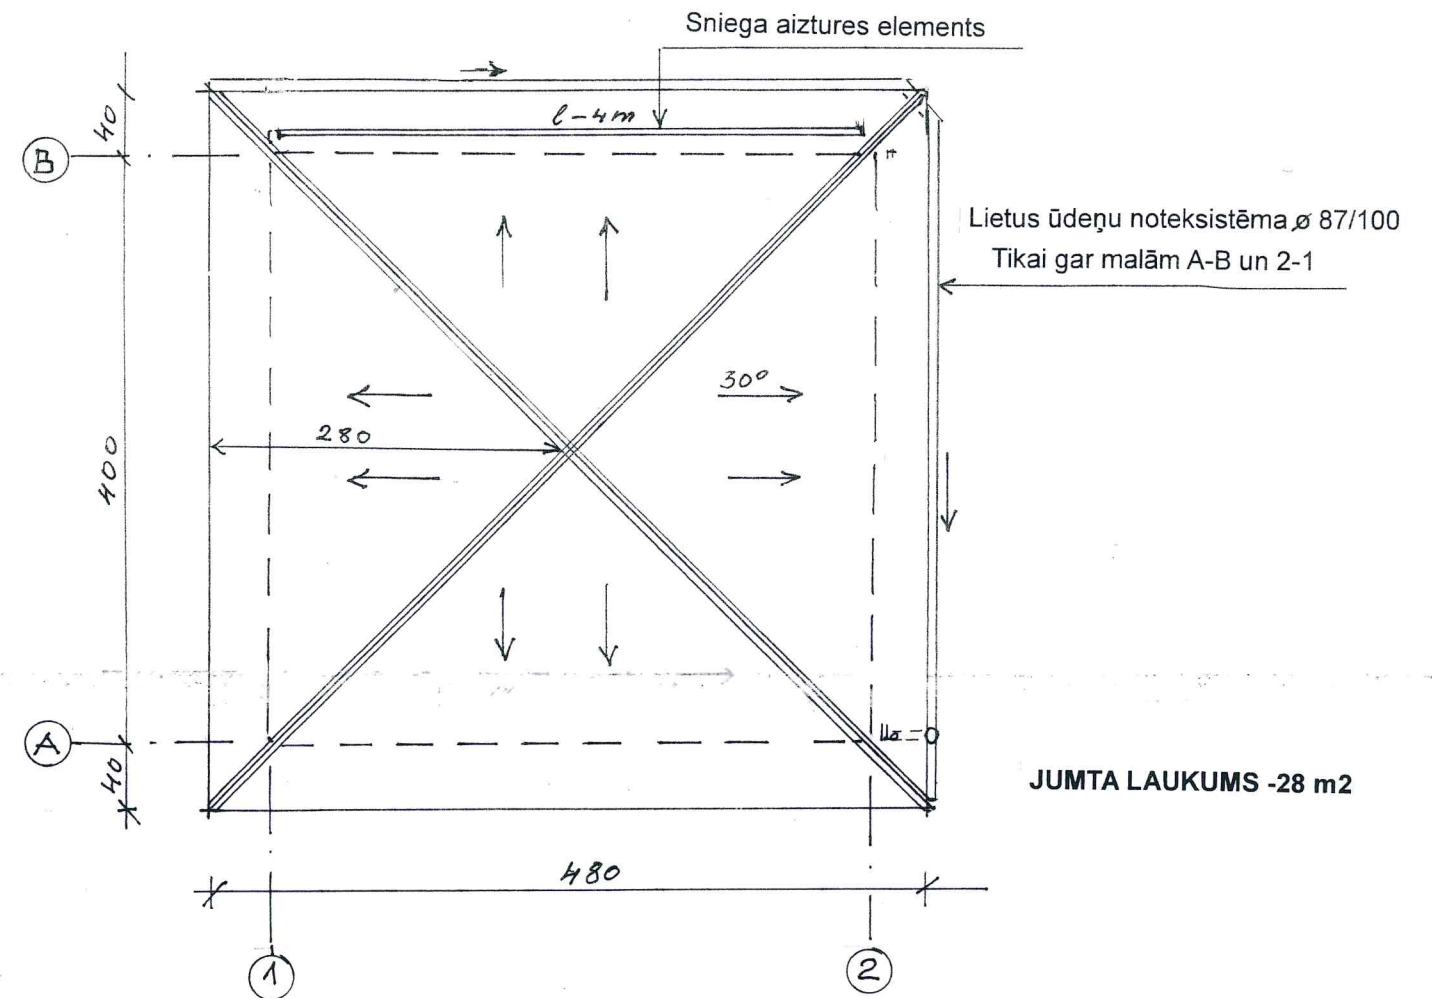 Sniega aiztures elements
l-4m
40
B
Lietus ūdeņu noteksistēma ø 87/100
Tikai gar malām A-B un 2-1
30°
280
400
A
40
JUMTA LAUKUMS -28 m2
480
1
2